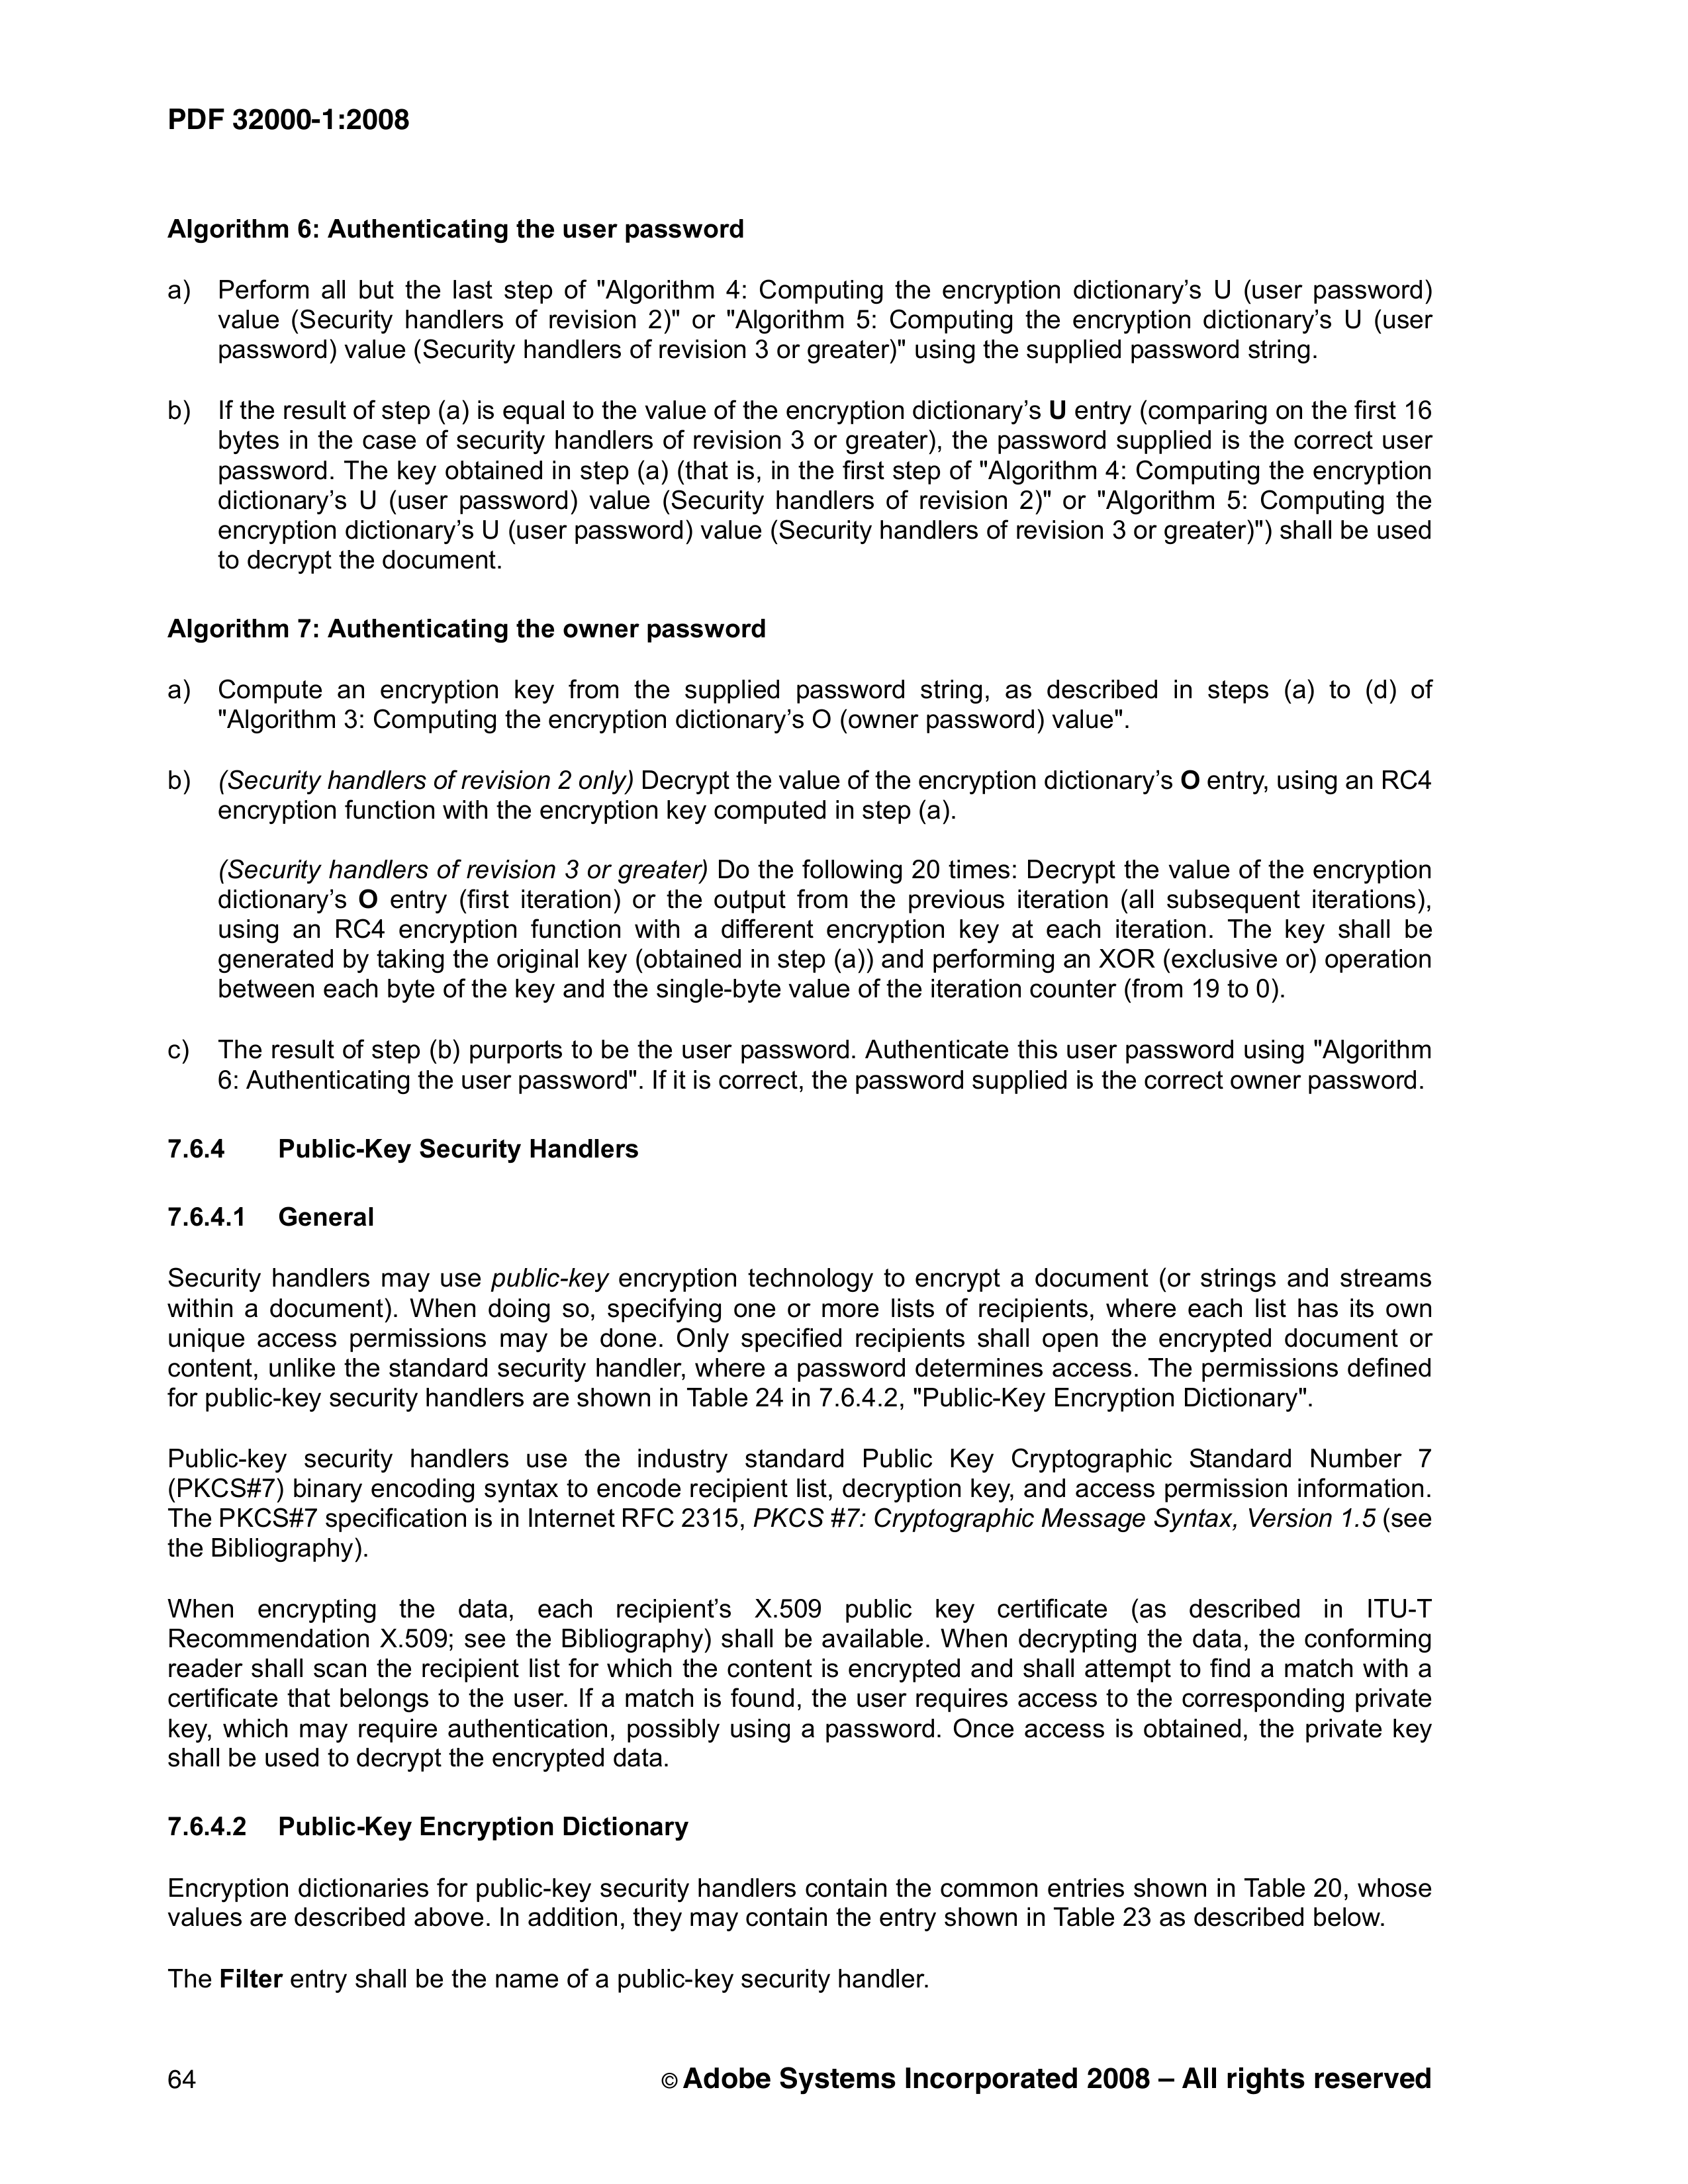 PDF 32000-1:2008
Algorithm 6: Authenticating the user password
a) Perform all but the last step of "Algorithm 4: Computing the encryption dictionary’s U (user password)
value (Security handlers of revision 2)" or "Algorithm 5: Computing the encryption dictionary’s U (user
password) value (Security handlers of revision 3 or greater)" using the supplied password string.
b) If the result of step (a) is equal to the value of the encryption dictionary’s U entry (comparing on the first 16
bytes in the case of security handlers of revision 3 or greater), the password supplied is the correct user
password. The key obtained in step (a) (that is, in the first step of "Algorithm 4: Computing the encryption
dictionary’s U (user password) value (Security handlers of revision 2)" or "Algorithm 5: Computing the
encryption dictionary’s U (user password) value (Security handlers of revision 3 or greater)") shall be used
to decrypt the document.
Algorithm 7: Authenticating the owner password
a) Compute an encryption key from the supplied password string, as described in steps (a) to (d) of
"Algorithm 3: Computing the encryption dictionary’s O (owner password) value".
b) (Security handlers of revision 2 only) Decrypt the value of the encryption dictionary’s O entry, using an RC4
encryption function with the encryption key computed in step (a).
(Security handlers of revision 3 or greater) Do the following 20 times: Decrypt the value of the encryption
dictionary’s O entry (first iteration) or the output from the previous iteration (all subsequent iterations),
using an RC4 encryption function with a different encryption key at each iteration. The key shall be
generated by taking the original key (obtained in step (a)) and performing an XOR (exclusive or) operation
between each byte of the key and the single-byte value of the iteration counter (from 19 to 0).
c) The result of step (b) purports to be the user password. Authenticate this user password using "Algorithm
6: Authenticating the user password". If it is correct, the password supplied is the correct owner password.
7.6.4 Public-Key Security Handlers
7.6.4.1 General
Security handlers may use public-key encryption technology to encrypt a document (or strings and streams
within a document). When doing so, specifying one or more lists of recipients, where each list has its own
unique access permissions may be done. Only specified recipients shall open the encrypted document or
content, unlike the standard security handler, where a password determines access. The permissions defined
for public-key security handlers are shown in Table 24 in 7.6.4.2, "Public-Key Encryption Dictionary".
Public-key security handlers use the industry standard Public Key Cryptographic Standard Number 7
(PKCS#7) binary encoding syntax to encode recipient list, decryption key, and access permission information.
The PKCS#7 specification is in Internet RFC 2315, PKCS #7: Cryptographic Message Syntax, Version 1.5 (see
the Bibliography).
When encrypting the data, each recipient’s X.509 public key certificate (as described in ITU-T
Recommendation X.509; see the Bibliography) shall be available. When decrypting the data, the conforming
reader shall scan the recipient list for which the content is encrypted and shall attempt to find a match with a
certificate that belongs to the user. If a match is found, the user requires access to the corresponding private
key, which may require authentication, possibly using a password. Once access is obtained, the private key
shall be used to decrypt the encrypted data.
7.6.4.2 Public-Key Encryption Dictionary
Encryption dictionaries for public-key security handlers contain the common entries shown in Table 20, whose
values are described above. In addition, they may contain the entry shown in Table 23 as described below.
The Filter entry shall be the name of a public-key security handler.
64 © Adobe Systems Incorporated 2008 – All rights reserved